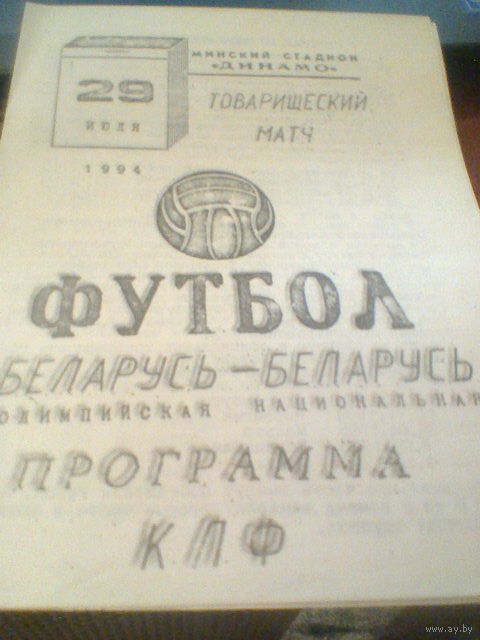 МИНСКИЙ СТАДИОН
«ДИНАМО»
29
ИЮЛЯ
1994
ТОВАРИЩЕСКИЙ
МАТЧ
ФУТБОЛ
БЕЛАРУСЬ — БЕЛАРУСЬ
ОЛИМПИЙСКАЯ НАЦИОНАЛЬНАЯ
ПРОГРАММА
КЛФ
www.ay.by